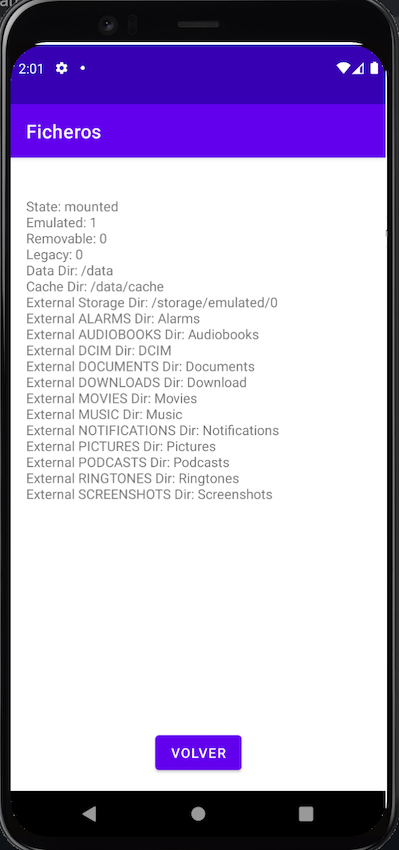 2:01
Ficheros
State: mounted
Emulated: 1
Removable: 0
Legacy: 0
Data Dir: /data
Cache Dir: /data/cache
External Storage Dir: /storage/emulated/0
External ALARMS Dir: Alarms
External AUDIOBOOKS Dir: Audiobooks
External DCIM Dir: DCIM
External DOCUMENTS Dir: Documents
External DOWNLOADS Dir: Download
External MOVIES Dir: Movies
External MUSIC Dir: Music
External NOTIFICATIONS Dir: Notifications
External PICTURES Dir: Pictures
External PODCASTS Dir: Podcasts
External RINGTONES Dir: Ringtones
External SCREENSHOTS Dir: Screenshots
VOLVER